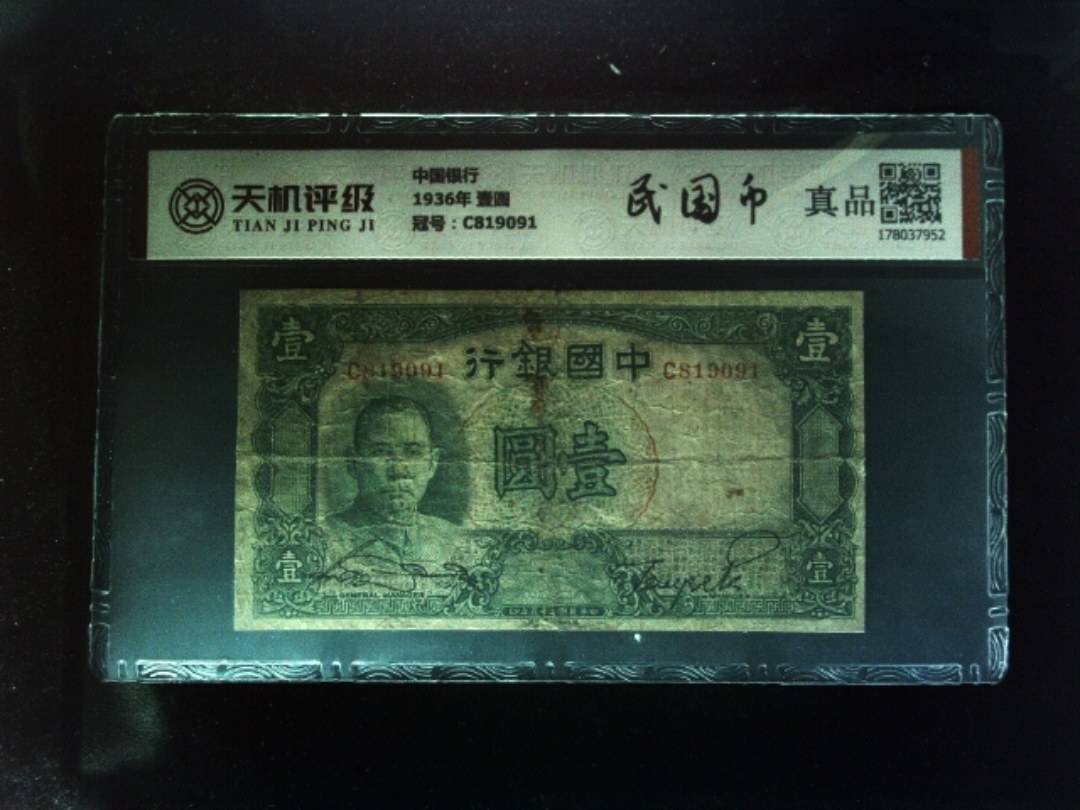 天机评级
TIAN JI PING JI
中国银行
1936年 壹圆
冠号：C819091
民国币
真品
178037952
壹
壹
行銀國中
C819091
C819091
圓壹
壹
壹
GENERAL MANAGER